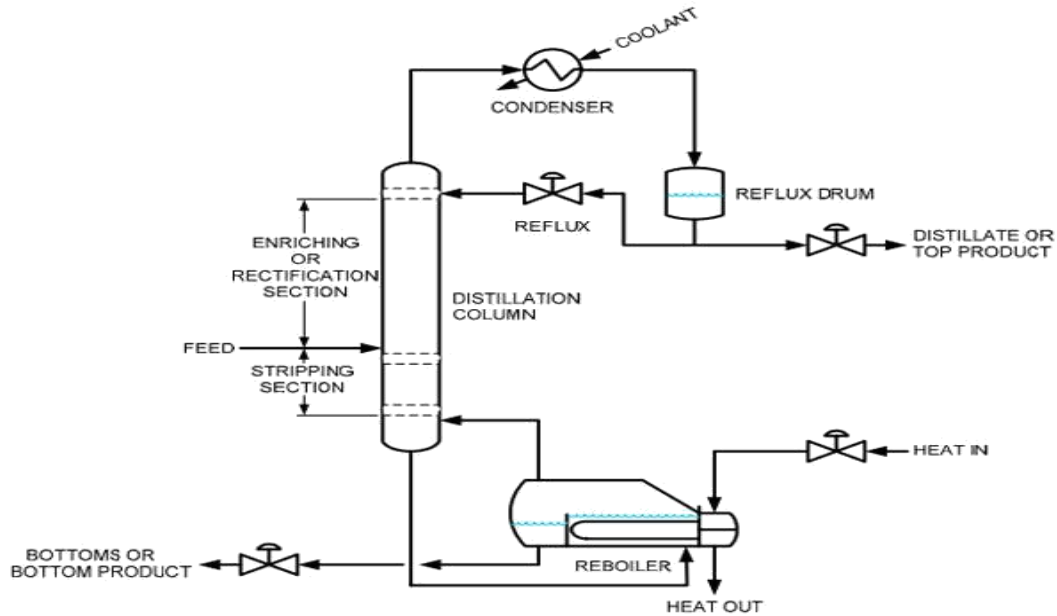 COOLANT
CONDENSER
REFLUX DRUM
REFLUX
DISTILLATE OR
TOP PRODUCT
ENRICHING
OR
RECTIFICATION
SECTION
DISTILLATION
COLUMN
FEED
STRIPPING
SECTION
HEAT IN
BOTTOMS OR
BOTTOM PRODUCT
REBOILER
HEAT OUT